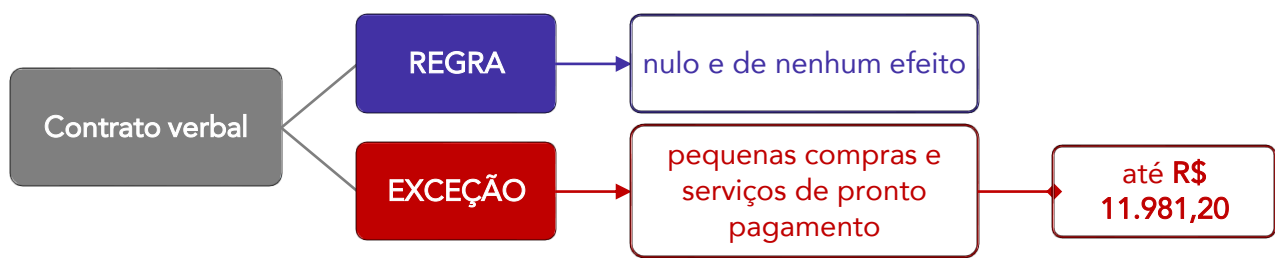 Contrato verbal
REGRA
nulo e de nenhum efeito
EXCEÇÃO
pequenas compras e
serviços de pronto
pagamento
até R$
11.981,20